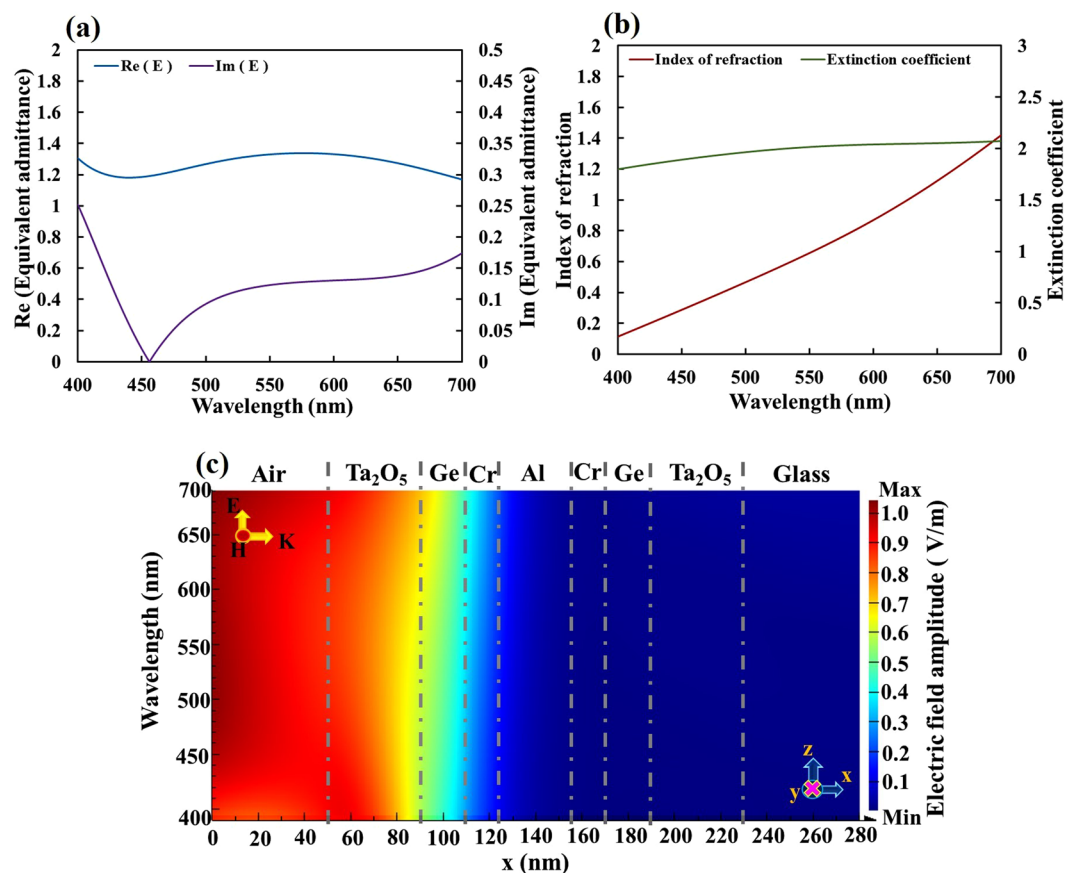 (a)
Re ( E ) Im ( E )
2 1.8 1.6 1.4 1.2 1 0.8 0.6 0.4 0.2 0
Re (Equivalent admittance)
0.5 0.45 0.4 0.35 0.3 0.25 0.2 0.15 0.1 0.05 0
Im (Equivalent admittance)
400 450 500 550 600 650 700
Wavelength (nm)
(b)
Index of refraction Extinction coefficient
2 1.8 1.6 1.4 1.2 1 0.8 0.6 0.4 0.2 0
Index of refraction
3 2.5 2 1.5 1 0.5 0
Extinction coefficient
400 450 500 550 600 650 700
Wavelength (nm)
(c)
Air Ta2O5 Ge Cr Al Cr Ge Ta2O5 Glass
700 650 600 550 500 450 400
Wavelength (nm)
E
H K
z
y x
0 20 40 60 80 100 120 140 160 180 200 220 240 260 280
x (nm)
Max
1.0 0.9 0.8 0.7 0.6 0.5 0.4 0.3 0.2 0.1
Min
Electric field amplitude ( V/m)